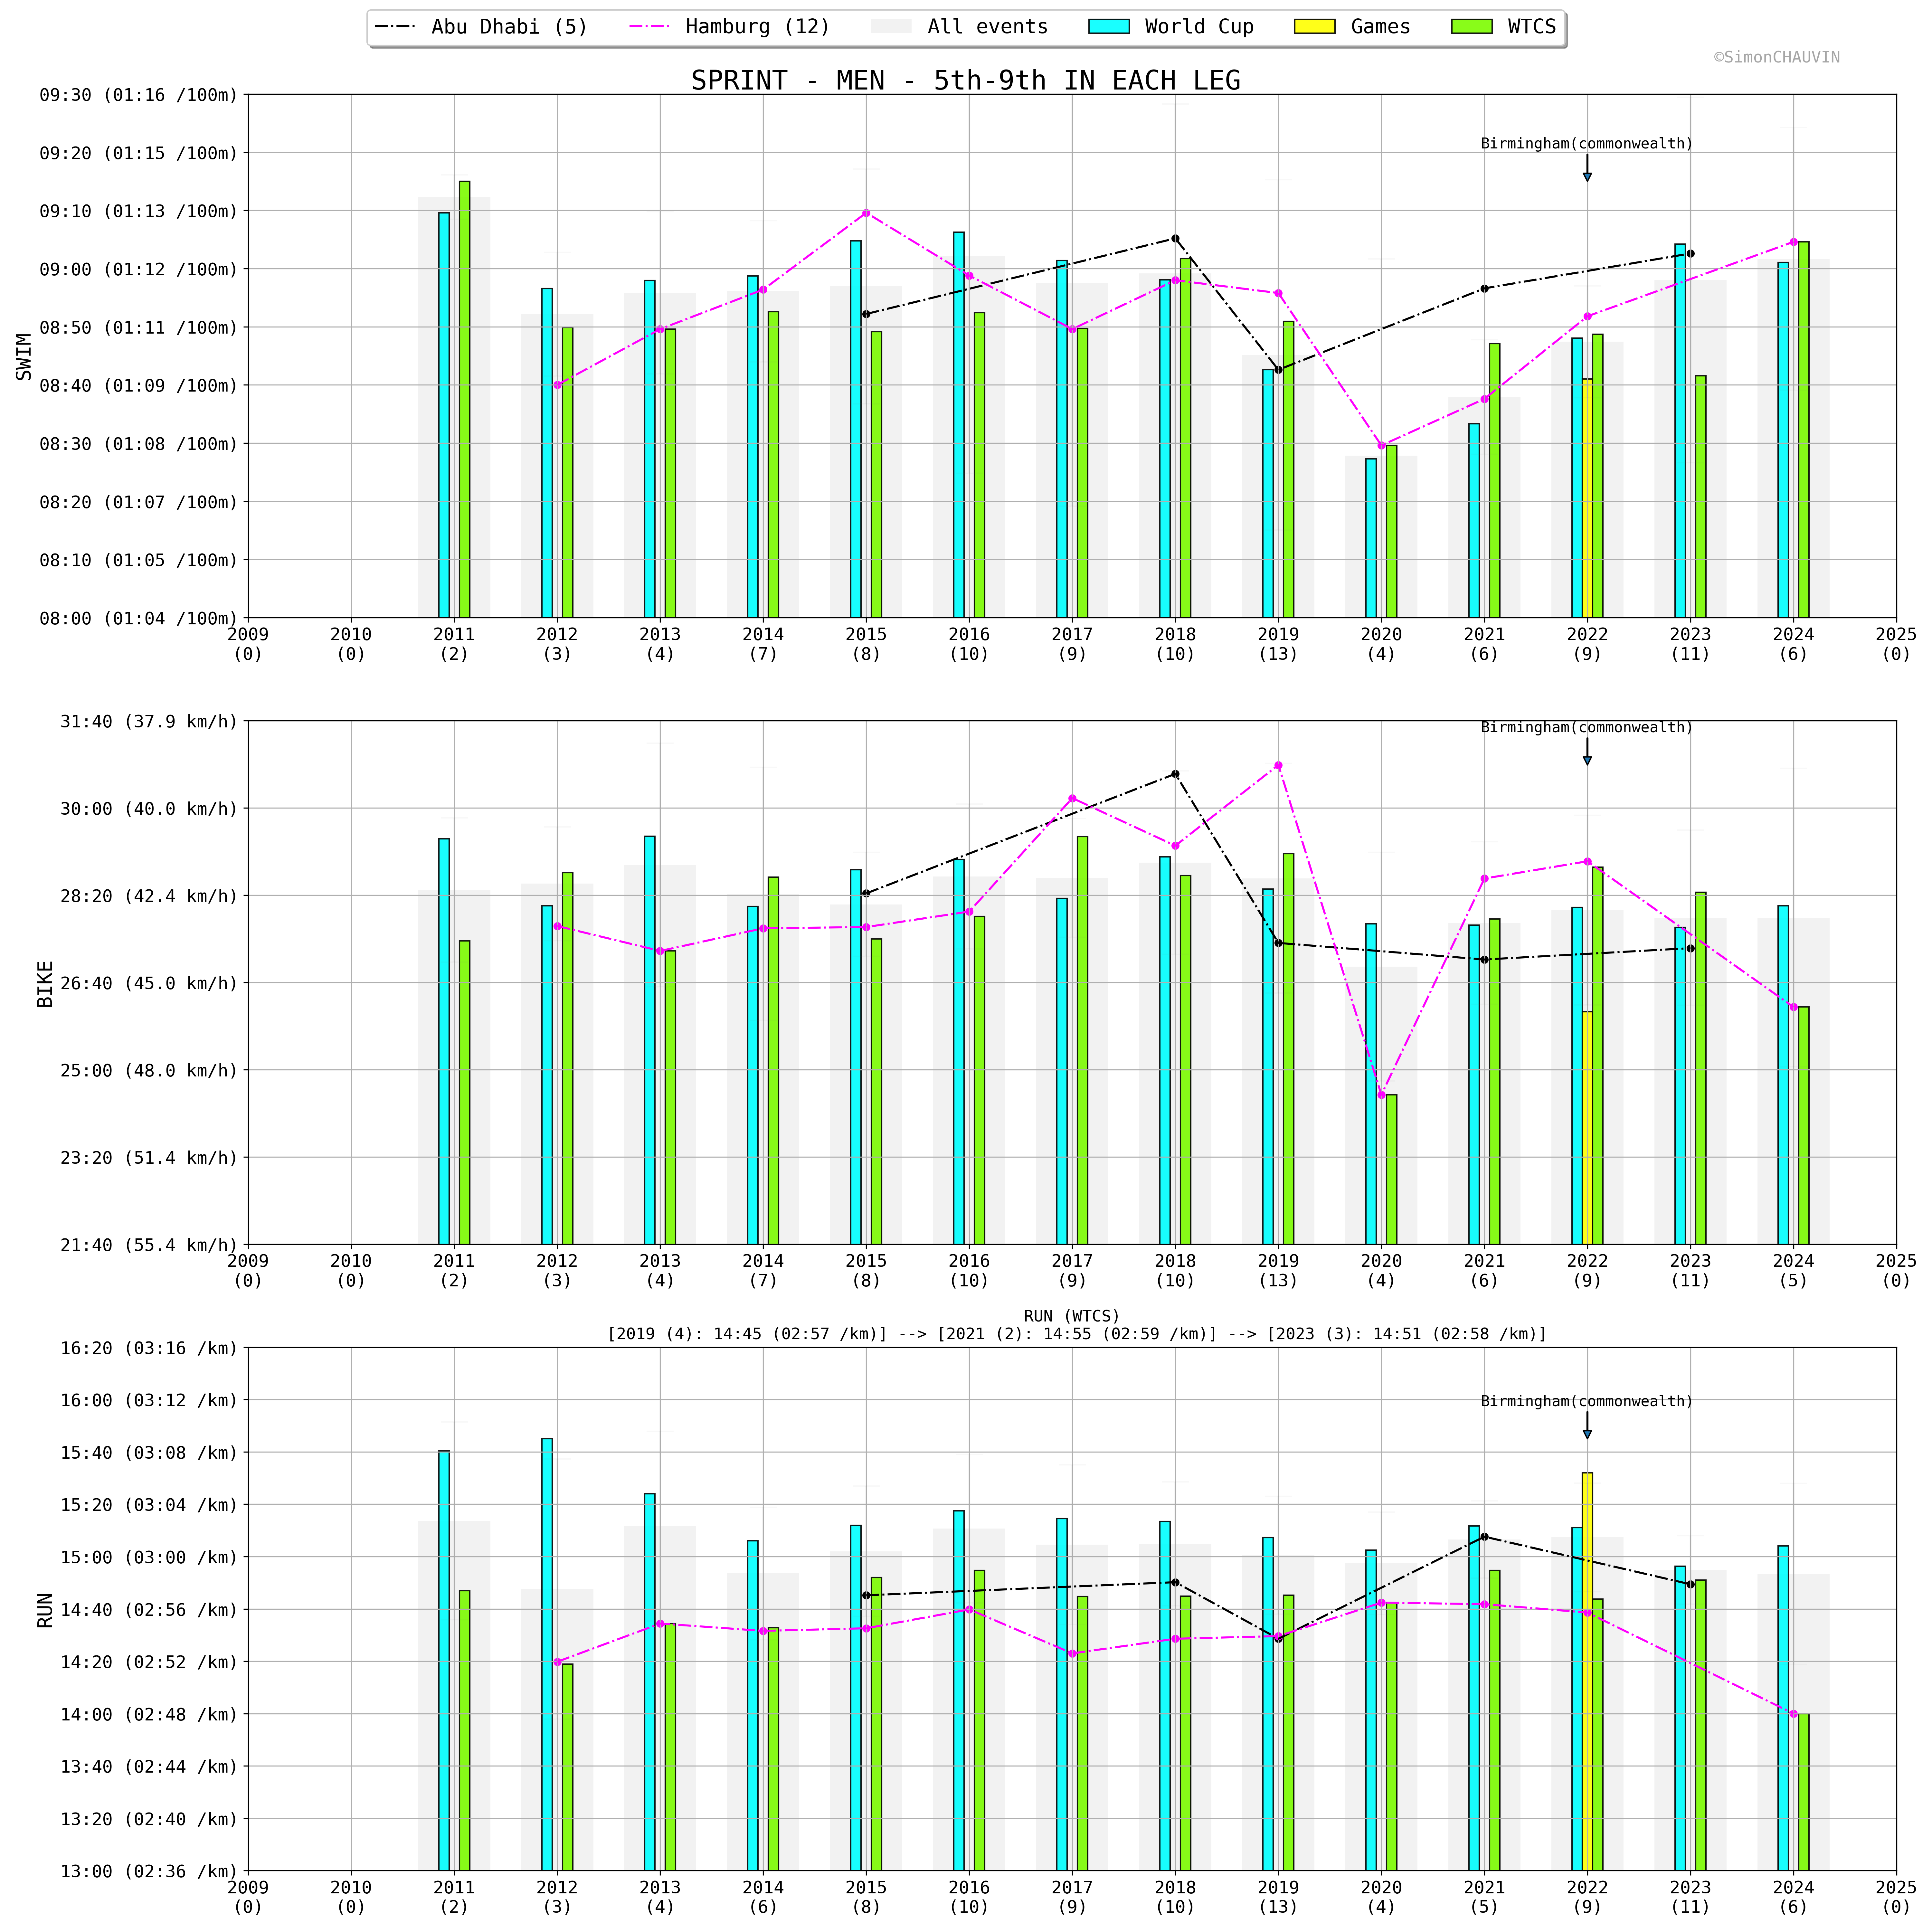 Abu Dhabi (5) Hamburg (12) All events World Cup Games WTCS
©SimonCHAUVIN
SPRINT - MEN - 5th-9th IN EACH LEG
09:30 (01:16 /100m)
Birmingham(commonwealth)
09:20 (01:15 /100m)
09:10 (01:13 /100m)
09:00 (01:12 /100m)
08:50 (01:11 /100m)
SWIM
08:40 (01:09 /100m)
08:30 (01:08 /100m)
08:20 (01:07 /100m)
08:10 (01:05 /100m)
08:00 (01:04 /100m)
2009 2010 2011 2012 2013 2014 2015 2016 2017 2018 2019 2020 2021 2022 2023 2024 2025
(0) (0) (2) (3) (4) (7) (8) (10) (9) (10) (13) (4) (6) (9) (11) (6) (0)
31:40 (37.9 km/h)
Birmingham(commonwealth)
30:00 (40.0 km/h)
28:20 (42.4 km/h)
BIKE
26:40 (45.0 km/h)
25:00 (48.0 km/h)
23:20 (51.4 km/h)
21:40 (55.4 km/h)
2009 2010 2011 2012 2013 2014 2015 2016 2017 2018 2019 2020 2021 2022 2023 2024 2025
(0) (0) (2) (3) (4) (7) (8) (10) (9) (10) (13) (4) (6) (9) (11) (5) (0)
RUN (WTCS)
[2019 (4): 14:45 (02:57 /km)] --> [2021 (2): 14:55 (02:59 /km)] --> [2023 (3): 14:51 (02:58 /km)]
16:20 (03:16 /km)
16:00 (03:12 /km)
Birmingham(commonwealth)
15:40 (03:08 /km)
15:20 (03:04 /km)
15:00 (03:00 /km)
14:40 (02:56 /km)
RUN
14:20 (02:52 /km)
14:00 (02:48 /km)
13:40 (02:44 /km)
13:20 (02:40 /km)
13:00 (02:36 /km)
2009 2010 2011 2012 2013 2014 2015 2016 2017 2018 2019 2020 2021 2022 2023 2024 2025
(0) (0) (2) (3) (4) (6) (8) (10) (9) (10) (13) (4) (5) (9) (11) (6) (0)